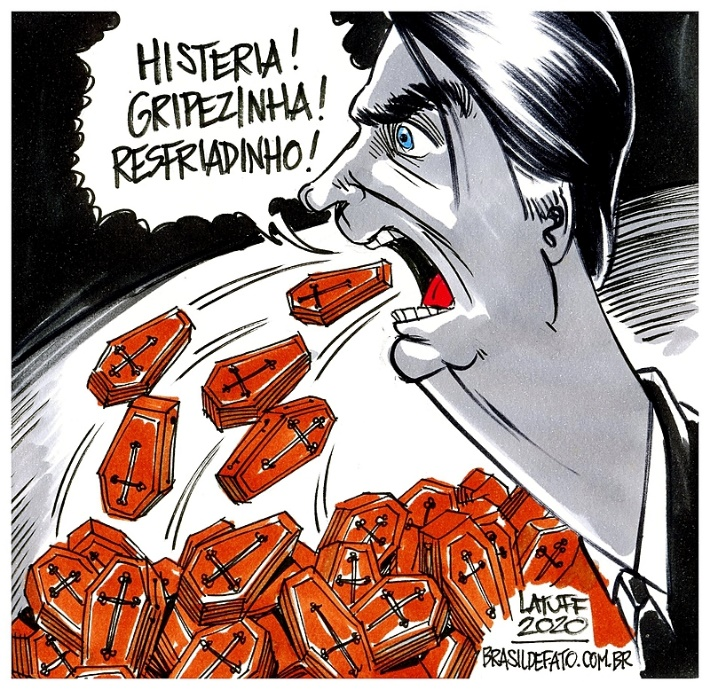 HISTERIA!
GRIPEZINHA!
RESFRIADINHO!
LATUFF
2020
BRASILDEFATO.COM.BR